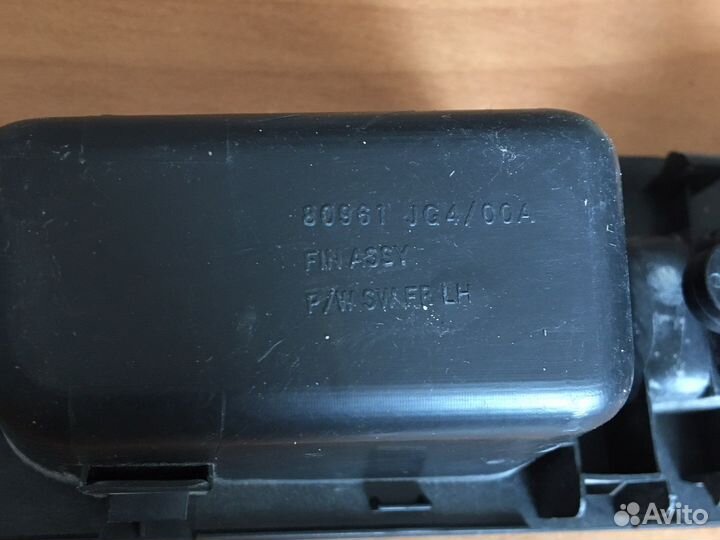 80961 JG4/00A
FIN ASSY
P/W SW FR LH
Avito